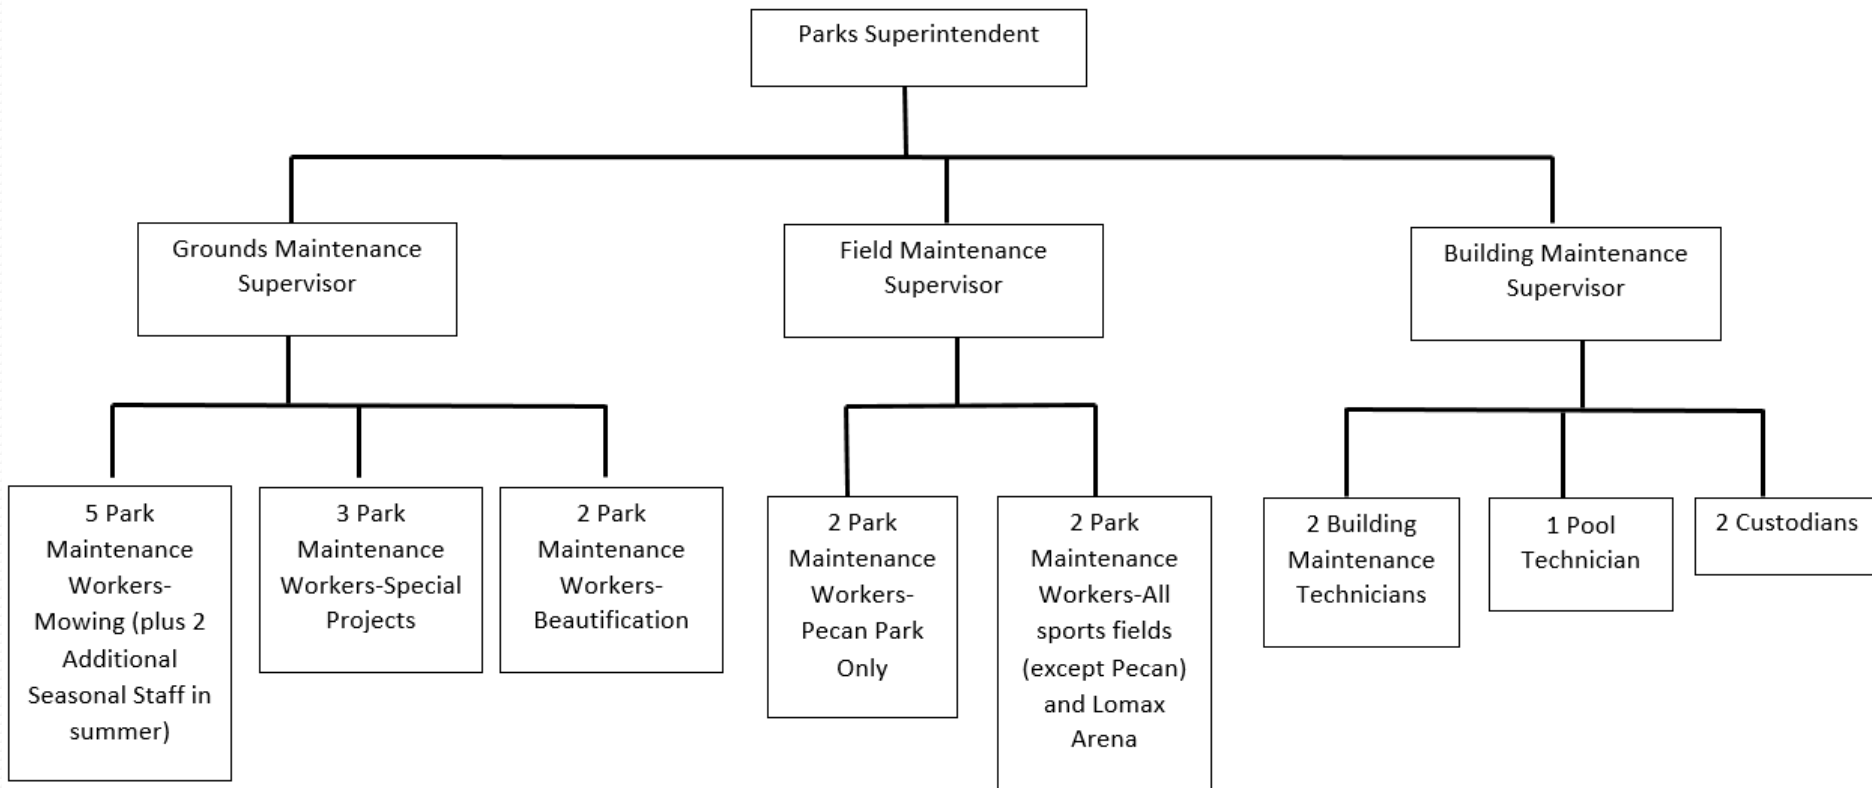 Parks Superintendent
Grounds Maintenance
Supervisor
Field Maintenance
Supervisor
Building Maintenance
Supervisor
5 Park
Maintenance
Workers-
Mowing (plus 2
Additional
Seasonal Staff in
summer)
3 Park
Maintenance
Workers-Special
Projects
2 Park
Maintenance
Workers-
Beautification
2 Park
Maintenance
Workers-
Pecan Park
Only
2 Park
Maintenance
Workers-All
sports fields
(except Pecan)
and Lomax
Arena
2 Building
Maintenance
Technicians
1 Pool
Technician
2 Custodians